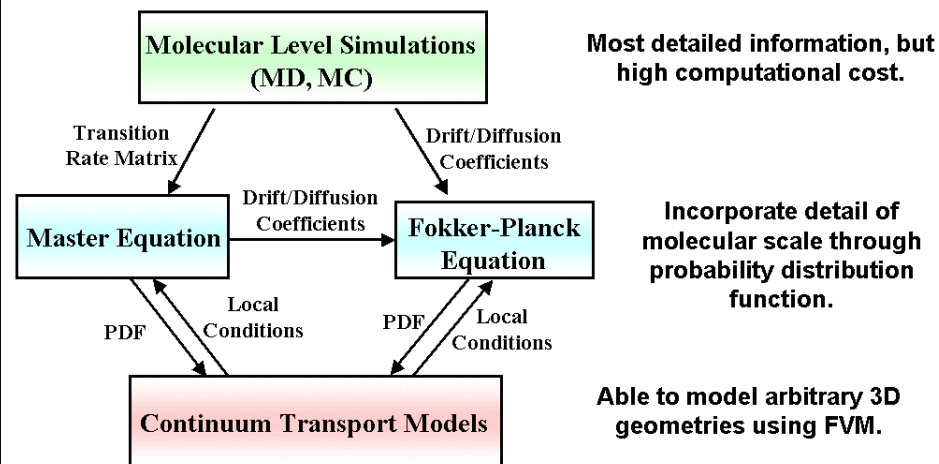 Molecular Level Simulations
(MD, MC)
Most detailed information, but
high computational cost.
Transition
Rate Matrix
Drift/Diffusion
Coefficients
Drift/Diffusion
Coefficients
Master Equation
Fokker-Planck
Equation
Incorporate detail of
molecular scale through
probability distribution
function.
PDF
Local
Conditions
PDF
Local
Conditions
Continuum Transport Models
Able to model arbitrary 3D
geometries using FVM.